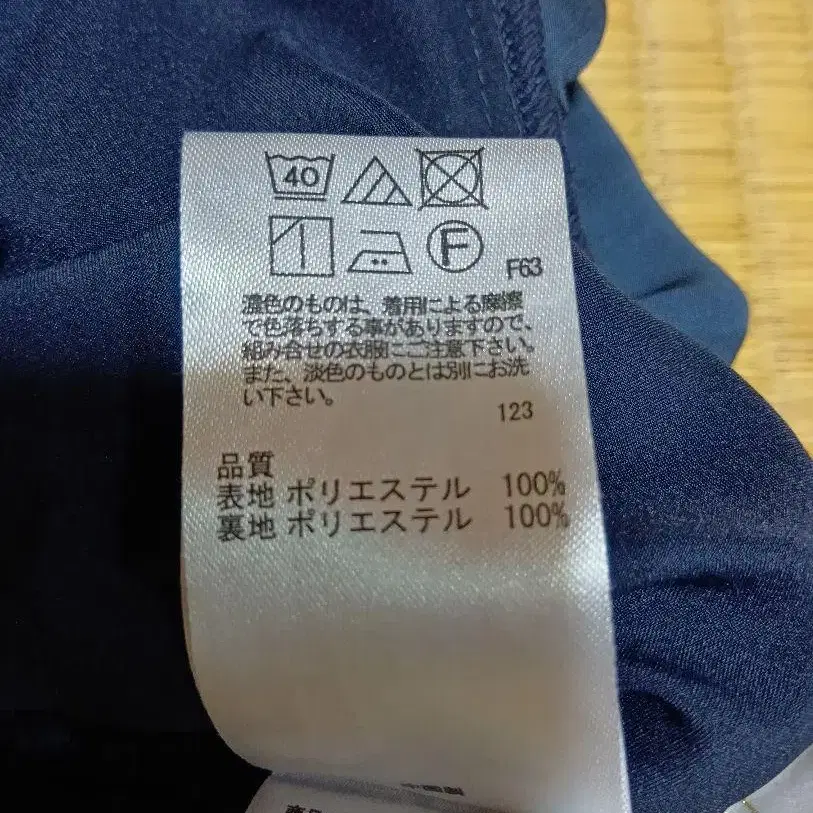 40
F
F63
濃色のものは、着用による摩擦
で色落ちする事がありますので、
組み合せの衣服にご注意下さい。
また、淡色のものとは別にお洗
い下さい。
123
品質
表地 ポリエステル 100%
裏地 ポリエステル 100%